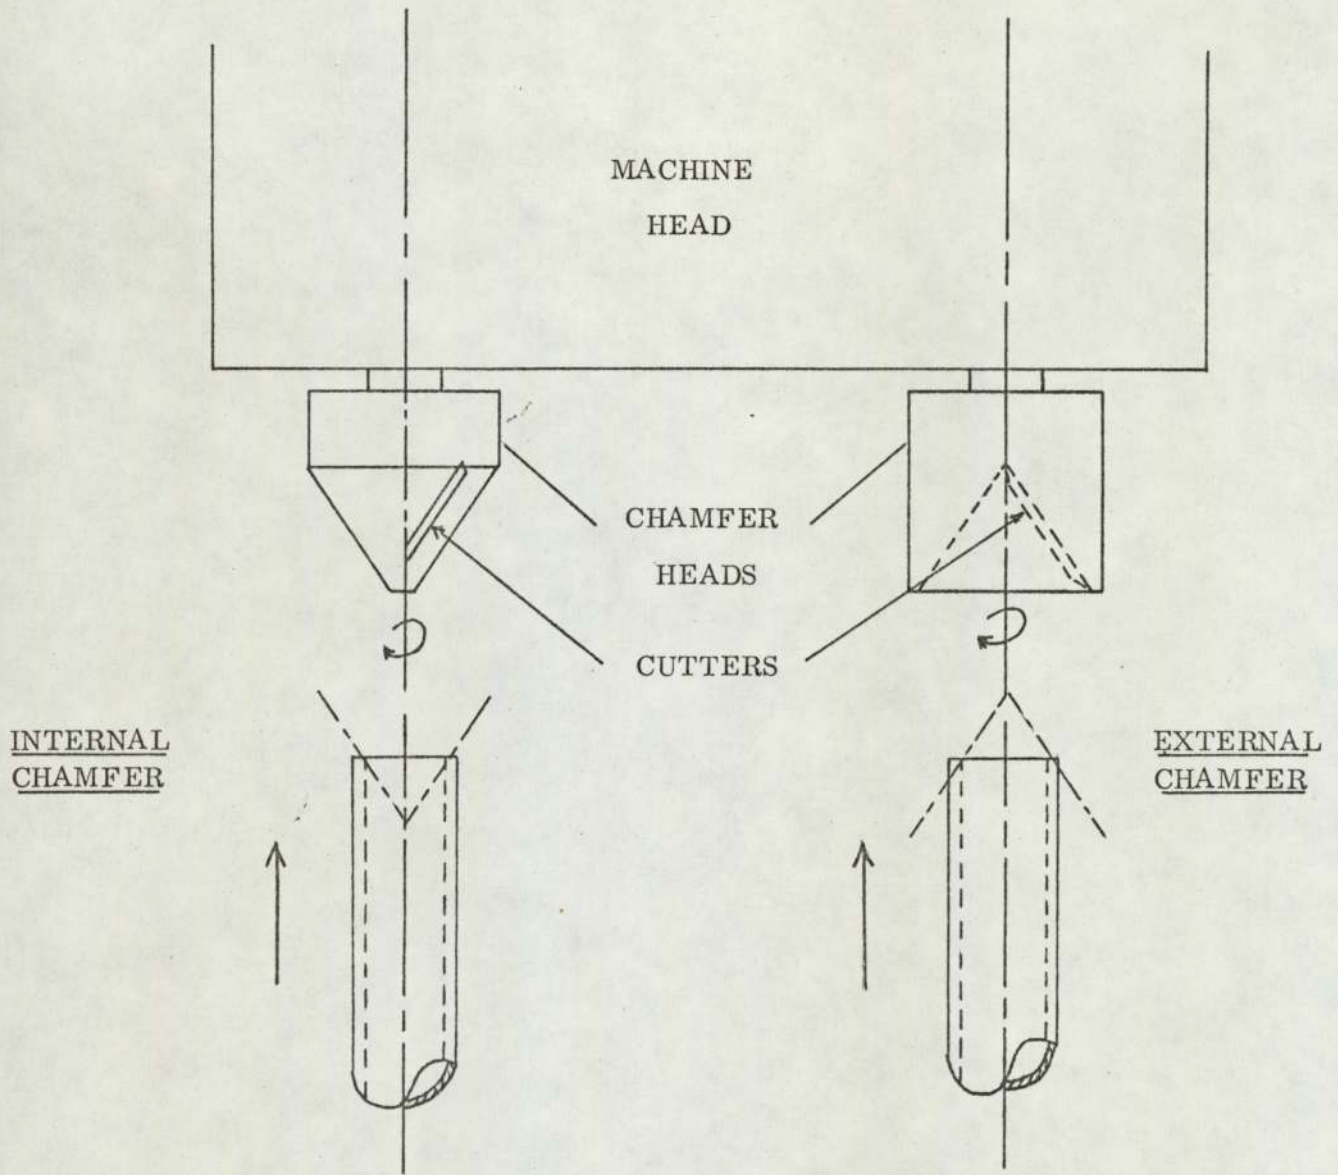 MACHINE
HEAD
CHAMFER
HEADS
CUTTERS
INTERNAL
CHAMFER
EXTERNAL
CHAMFER